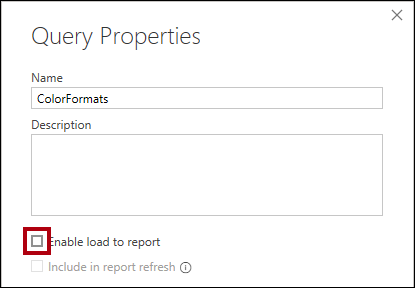 Query Properties
Name
ColorFormats
Description
Enable load to report
Include in report refresh